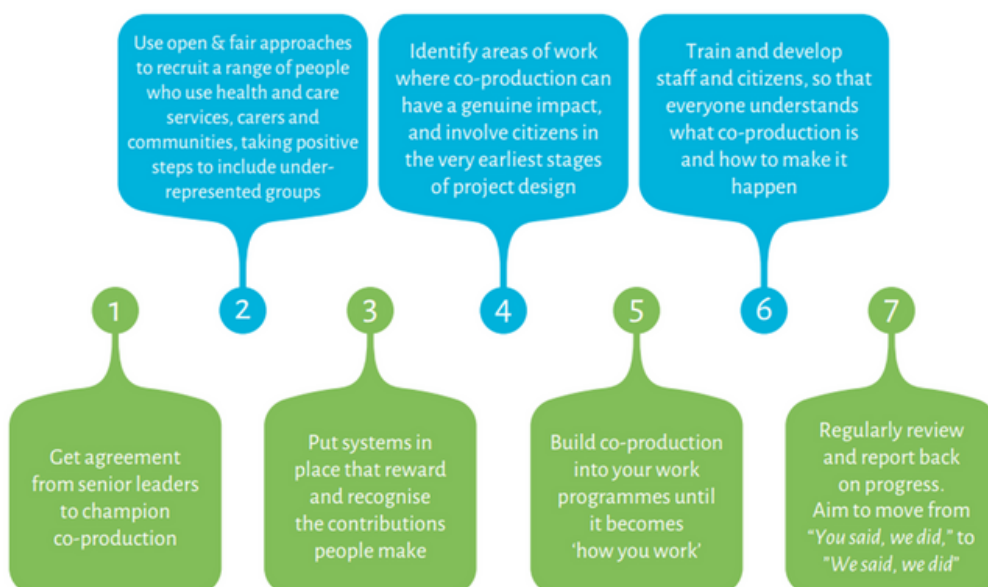 Use open & fair approaches
to recruit a range of people
who use health and care
services, carers and
communities, taking positive
steps to include under-
represented groups
Identify areas of work
where co-production can
have a genuine impact,
and involve citizens in
the very earliest stages
of project design
Train and develop
staff and citizens, so that
everyone understands
what co-production is
and how to make it
happen
1
2
3
4
5
6
7
Get agreement
from senior leaders
to champion
co-production
Put systems in
place that reward
and recognise
the contributions
people make
Build co-production
into your work
programmes until
it becomes
‘how you work’
Regularly review
and report back
on progress.
Aim to move from
“You said, we did,” to
"We said, we did”